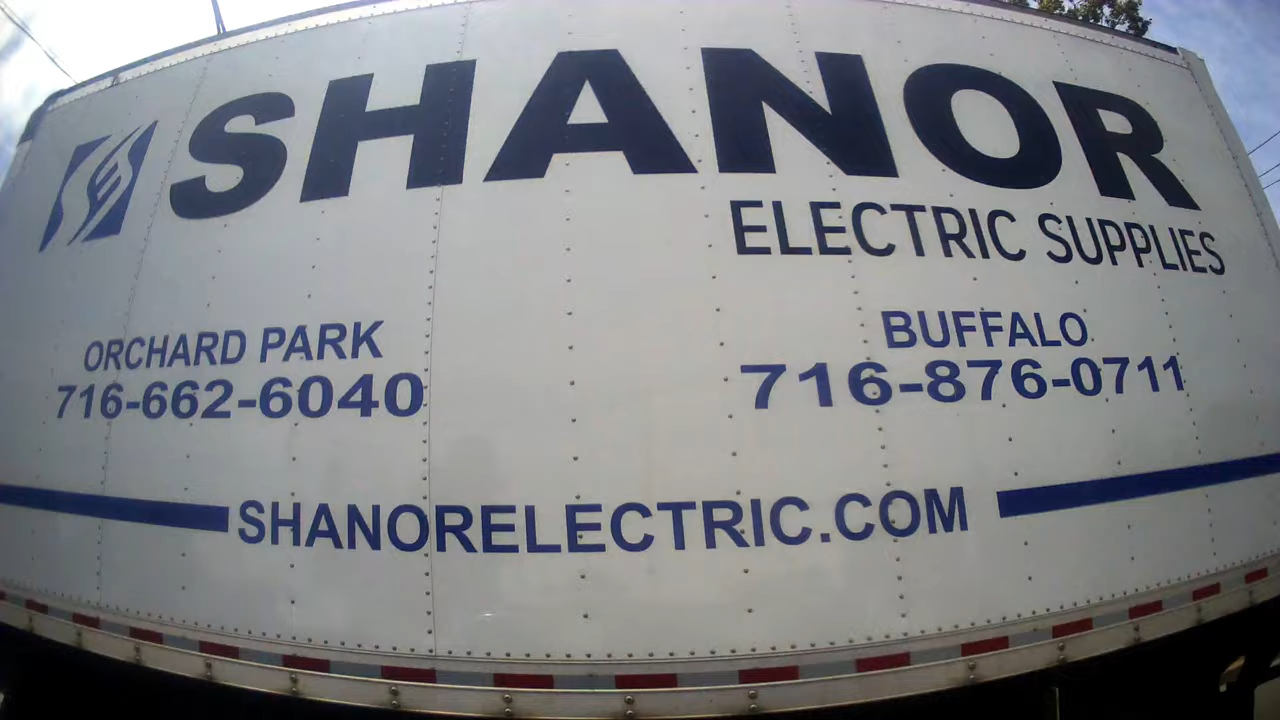 SHANOR
ELECTRIC SUPPLIES
ORCHARD PARK
716-662-6040
BUFFALO
716-876-0711
SHANORELECTRIC.COM